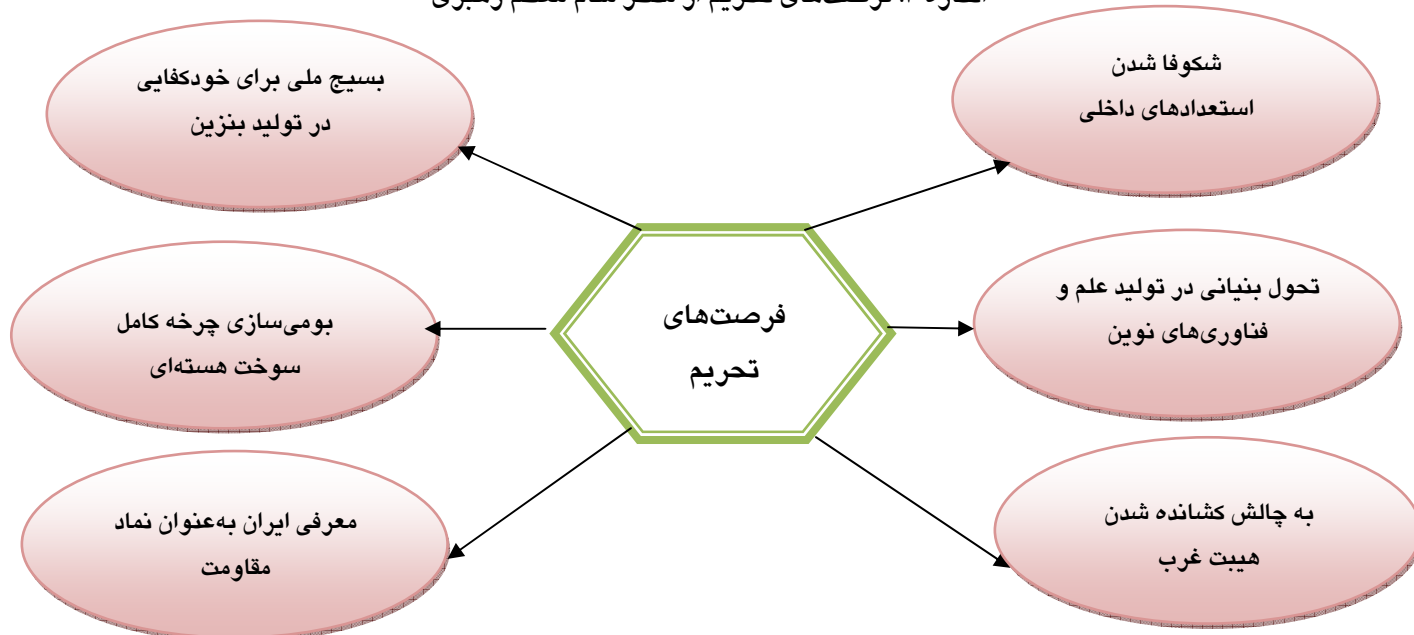 شکوفا شدن
استعدادهای داخلی
بسیج ملی برای خودکفایی
در تولید بنزین
تحول بنیانی در تولید علم و
فناوری‌های نوین
فرصت‌های
تحریم
بومی‌سازی چرخه کامل
سوخت هسته‌ای
به چالش کشانده شدن
هیبت غرب
معرفی ایران به‌عنوان نماد
مقاومت